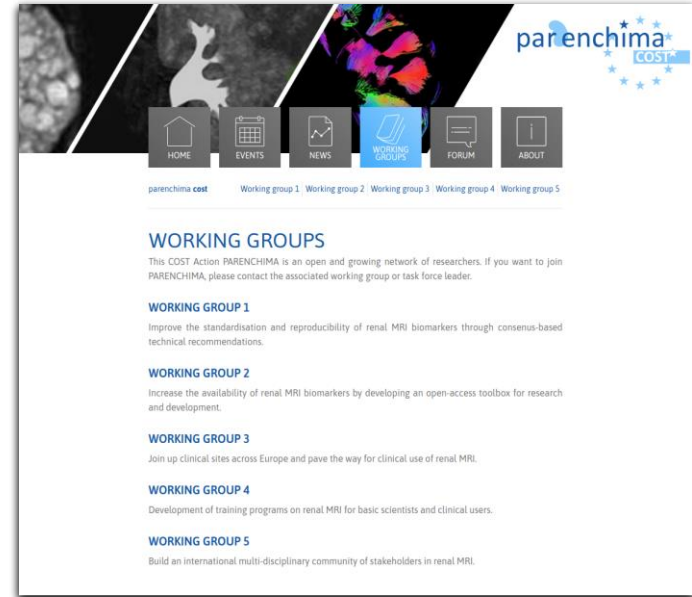 parenchima
COST
HOME
EVENTS
NEWS
WORKING
GROUPS
FORUM
i
ABOUT
parenchima cost Working group 1 Working group 2 Working group 3 Working group 4 Working group 5
WORKING GROUPS
This COST Action PARENCHIMA is an open and growing network of researchers. If you want to join
PARENCHIMA, please contact the associated working group or task force leader.
WORKING GROUP 1
Improve the standardisation and reproducibility of renal MRI biomarkers through consenus-based
technical recommendations.
WORKING GROUP 2
Increase the availability of renal MRI biomarkers by developing an open-access toolbox for research
and development.
WORKING GROUP 3
Join up clinical sites across Europe and pave the way for clinical use of renal MRI.
WORKING GROUP 4
Development of training programs on renal MRI for basic scientists and clinical users.
WORKING GROUP 5
Build an international multi-disciplinary community of stakeholders in renal MRI.